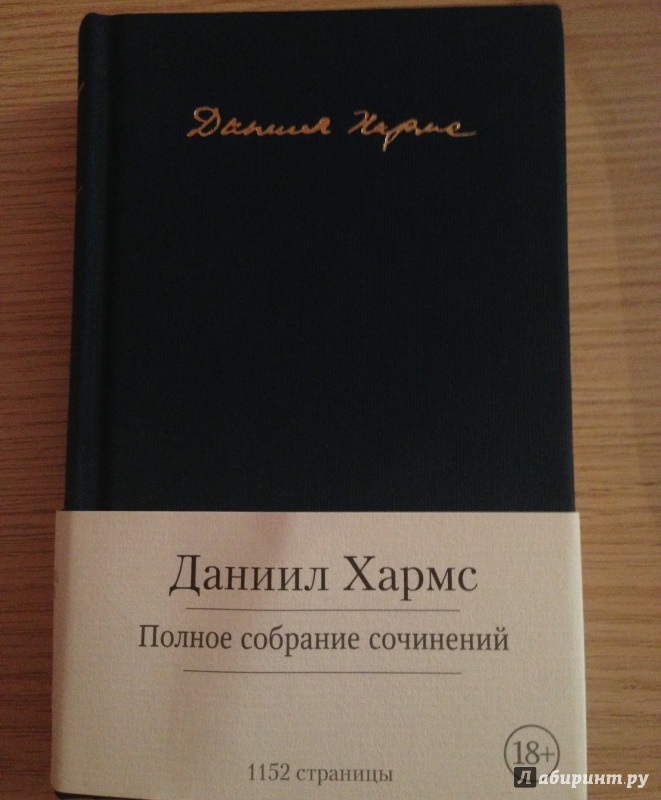 Даниил Хармс
Даниил Хармс
Полное собрание сочинений
18+
1152 страницы
Лабиринт.ру